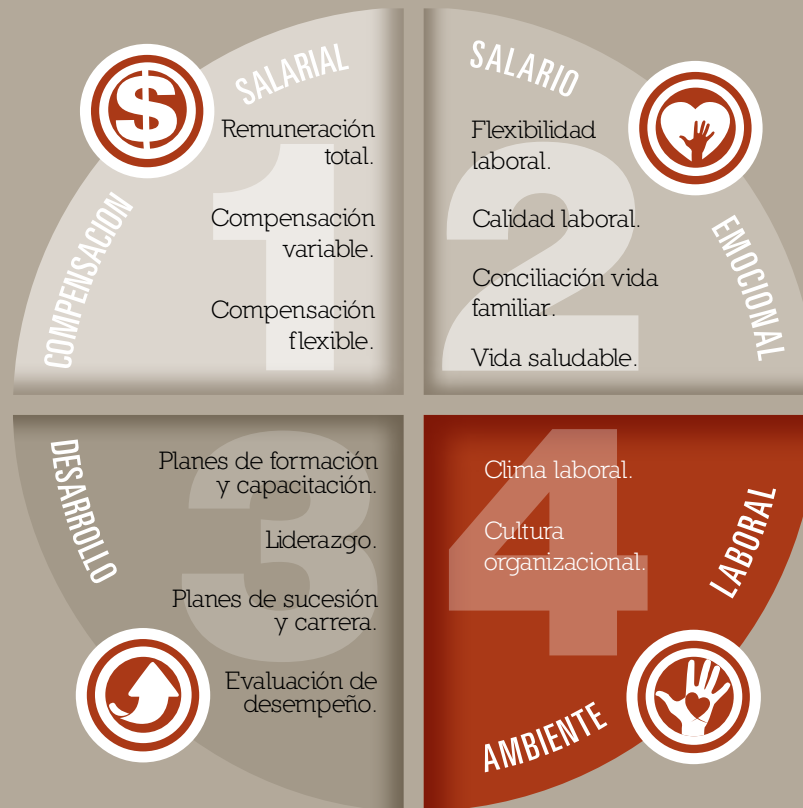 COMPENSACION
SALARIAL
1
Remuneración
total.
Compensación
variable.
Compensación
flexible.
SALARIO
EMOCIONAL
2
Flexibilidad
laboral.
Calidad laboral.
Conciliación vida
familiar.
Vida saludable.
DESARROLLO
3
Planes de formación
y capacitación.
Liderazgo.
Planes de sucesión
y carrera.
Evaluación de
desempeño.
AMBIENTE
LABORAL
4
Clima laboral.
Cultura
organizacional.
$